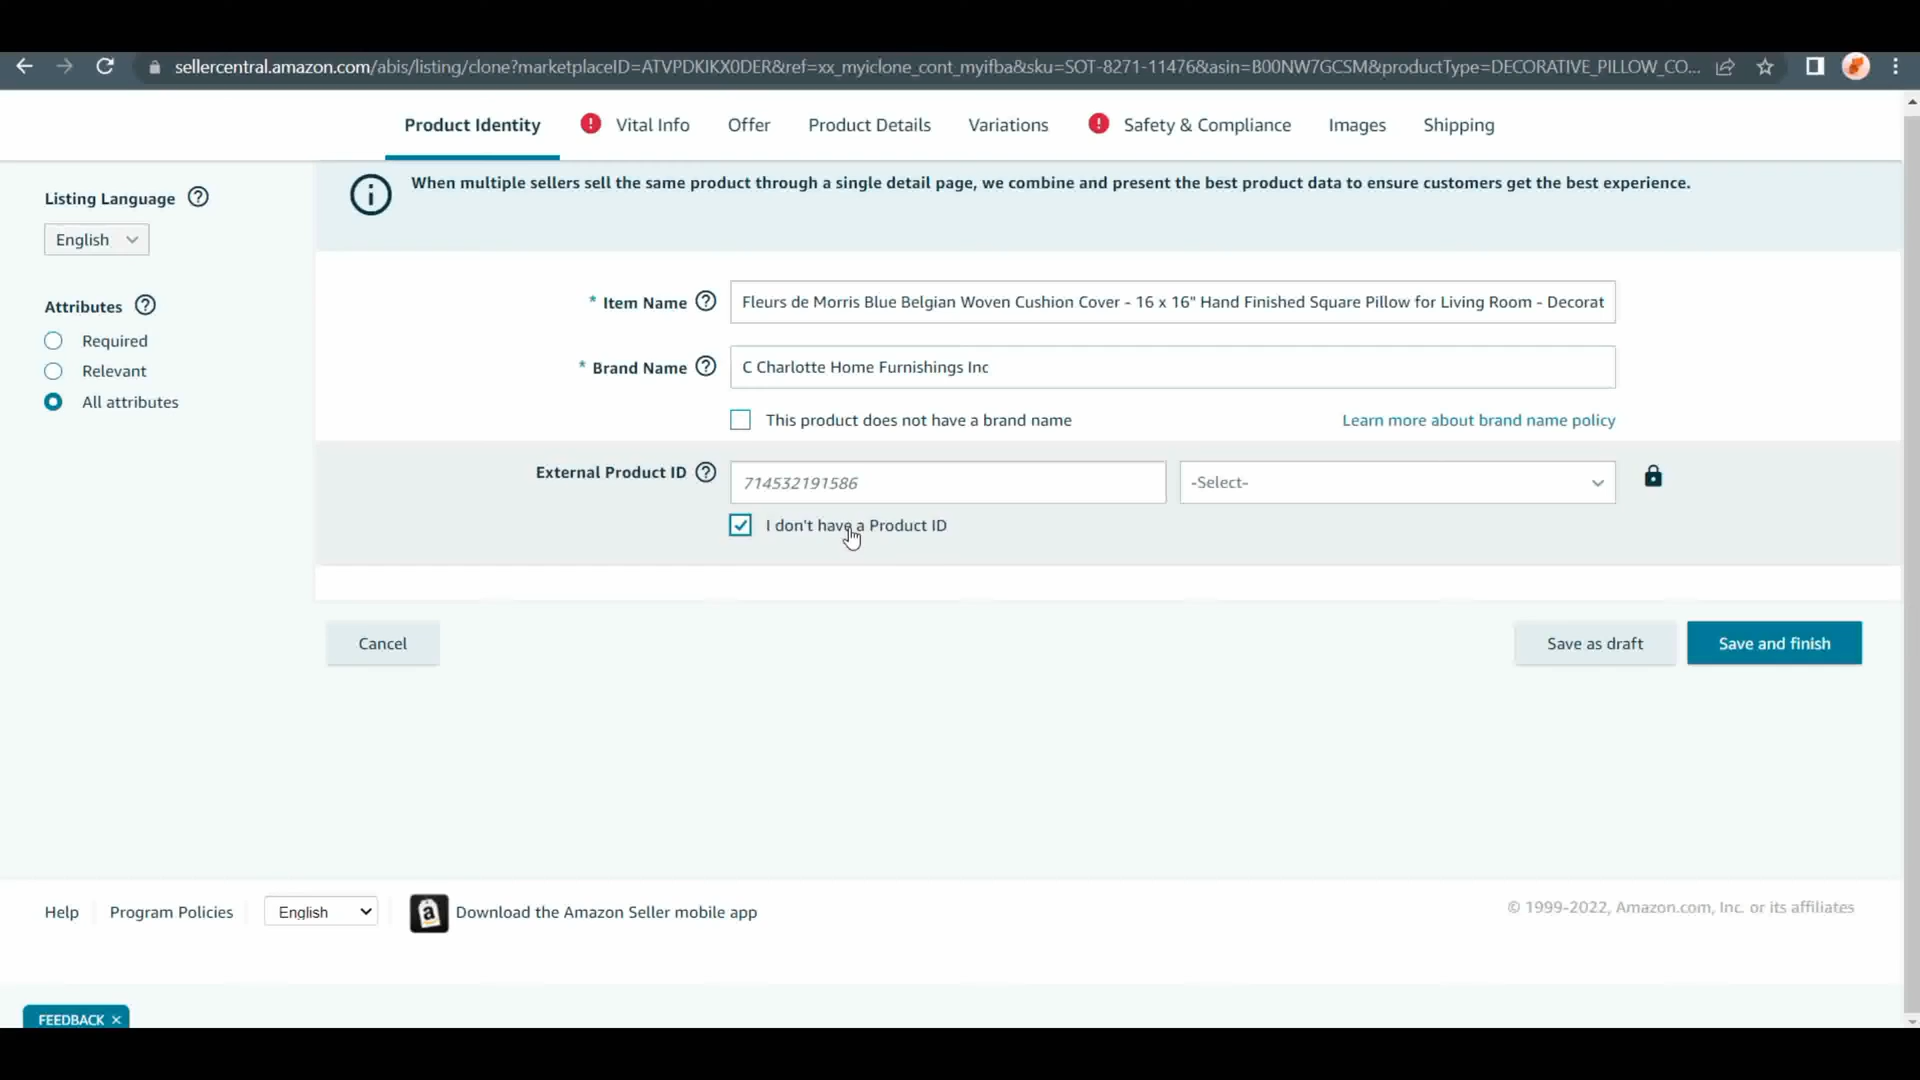 sellercentral.amazon.com/abis/listing/clone?marketplaceID=ATVPDKIKX0DER&ref=xx_myiclone_cont_myifba&sku=SOT-8271-11476&asin=B00NW7GCSM&productType=DECORATIVE_PILLOW_CO...
Product Identity ! Vital Info Offer Product Details Variations ! Safety & Compliance Images Shipping
Listing Language ?
English
Attributes ?
Required
Relevant
All attributes
When multiple sellers sell the same product through a single detail page, we combine and present the best product data to ensure customers get the best experience.
* Item Name ? Fleurs de Morris Blue Belgian Woven Cushion Cover - 16 x 16" Hand Finished Square Pillow for Living Room - Decorat
* Brand Name ? C Charlotte Home Furnishings Inc
This product does not have a brand name Learn more about brand name policy
External Product ID ? 714532191586 -Select-
I don't have a Product ID
Cancel Save as draft Save and finish
Help Program Policies English Download the Amazon Seller mobile app © 1999-2022, Amazon.com, Inc. or its affiliates
FEEDBACK ×